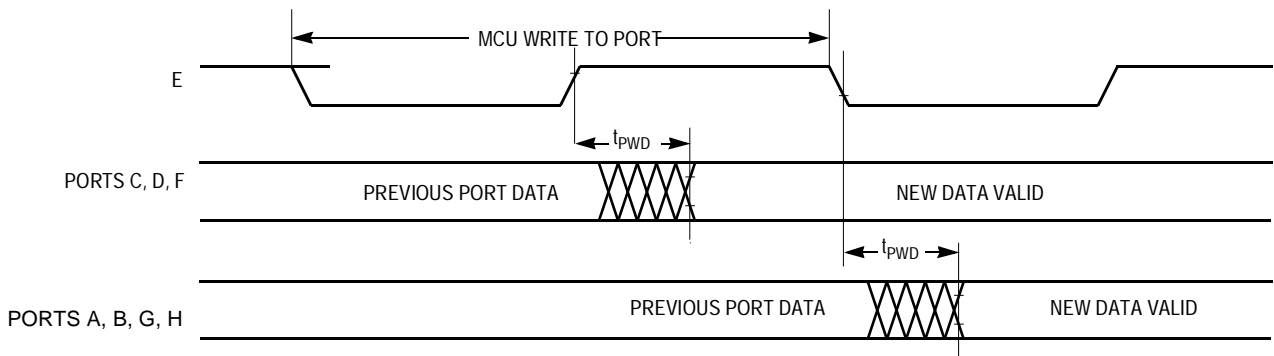 MCU WRITE TO PORT
E
tPWD
PORTS C, D, F
PREVIOUS PORT DATA
NEW DATA VALID
tPWD
PORTS A, B, G, H
PREVIOUS PORT DATA
NEW DATA VALID